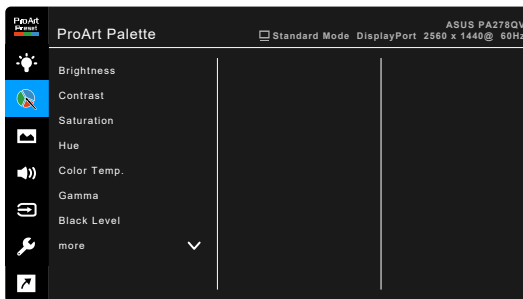 ProArt
Preset
ProArt Palette
ASUS PA278QV
Standard Mode DisplayPort 2560 x 1440@ 60Hz
Brightness
Contrast
Saturation
Hue
Color Temp.
Gamma
Black Level
more